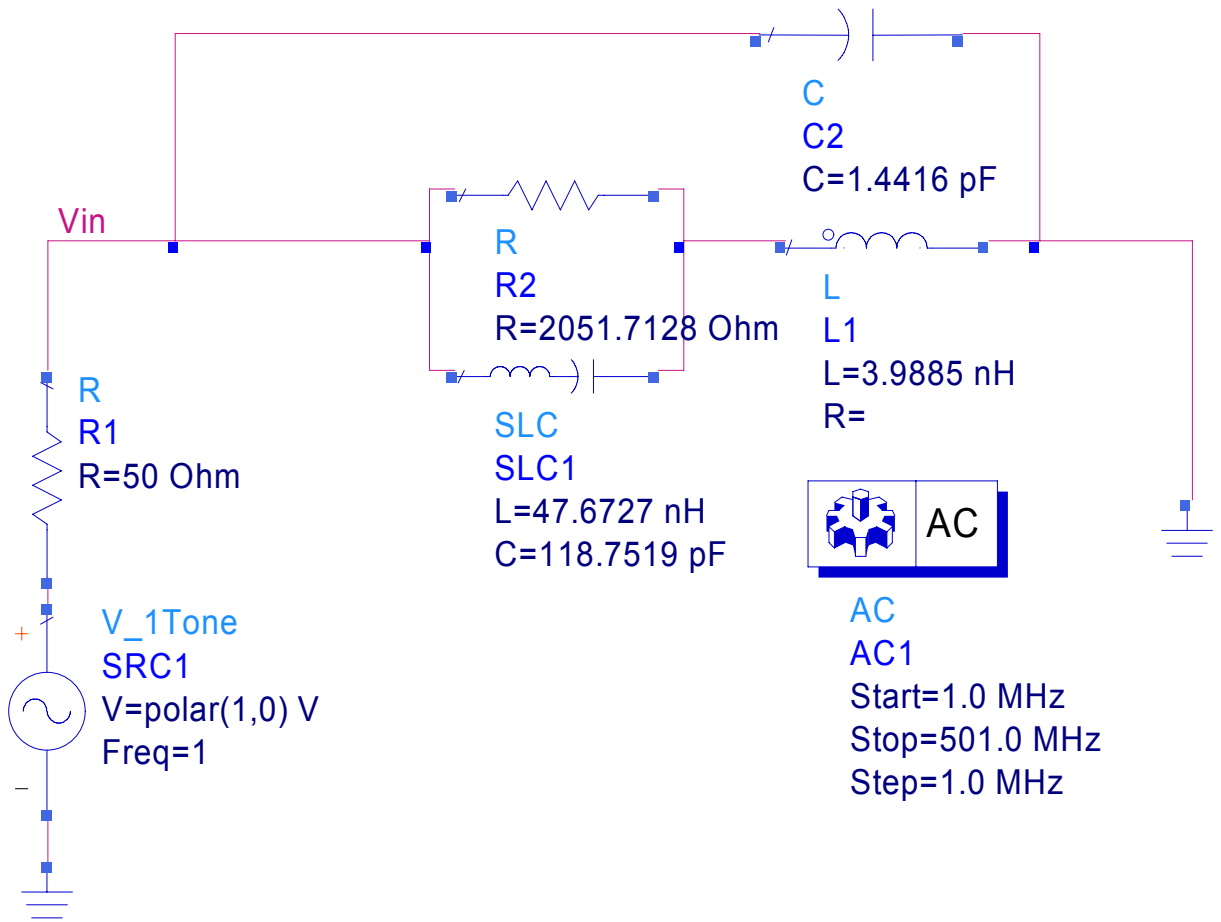 C
C2
C=1.4416 pF
Vin
R
R2
R=2051.7128 Ohm
L
L1
L=3.9885 nH
R=
R
R1
R=50 Ohm
SLC
SLC1
L=47.6727 nH
C=118.7519 pF
AC
+
V_1Tone
SRC1
V=polar(1,0) V
Freq=1
−
AC
AC1
Start=1.0 MHz
Stop=501.0 MHz
Step=1.0 MHz